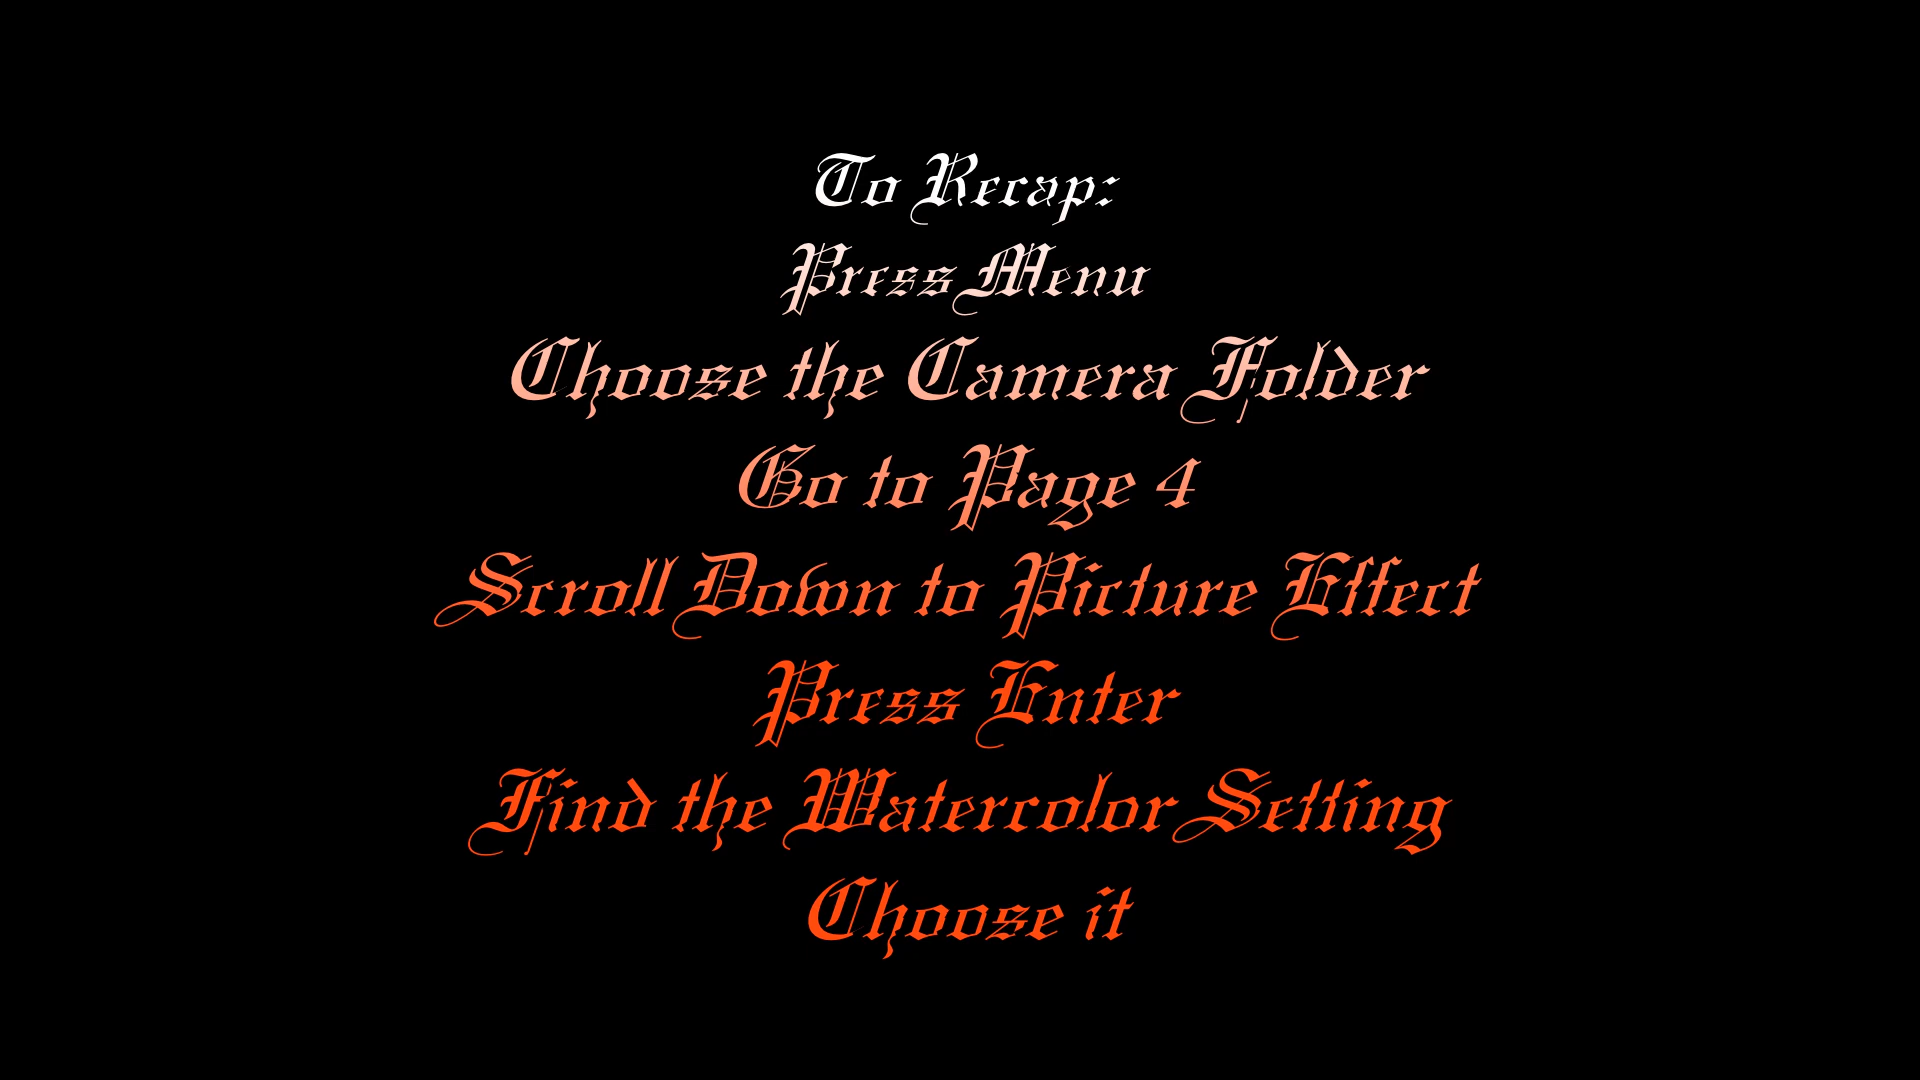 To Recap:
Press Menu
Choose the Camera Folder
Go to Page 4
Scroll Down to Picture Effect
Press Enter
Find the Watercolor Setting
Choose it